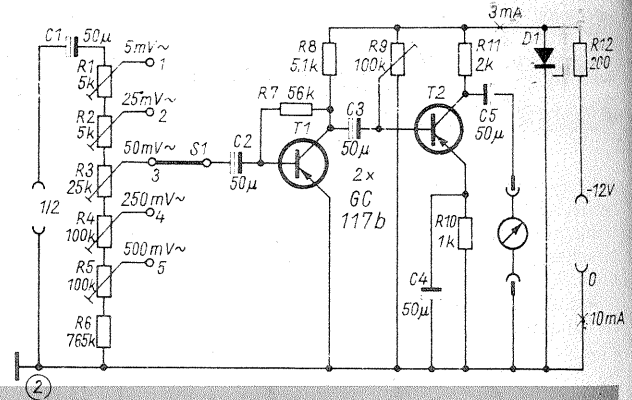 C1 50µ
5mV~
1
R1
5k
25mV~
2
R2
5k
50mV~
3
S1
R3
25k
250mV~
4
R4
100k
500mV~
5
R5
100k
R6
765k
1/2
C2
50µ
R7 56k
R8
5,1k
T1
C3
50µ
2×
GC
117b
R9
100k
R11
2k
T2
3mA
D1
R12
200
C5
50µ
R10
1k
C4
50µ
-12V
0
10mA
2